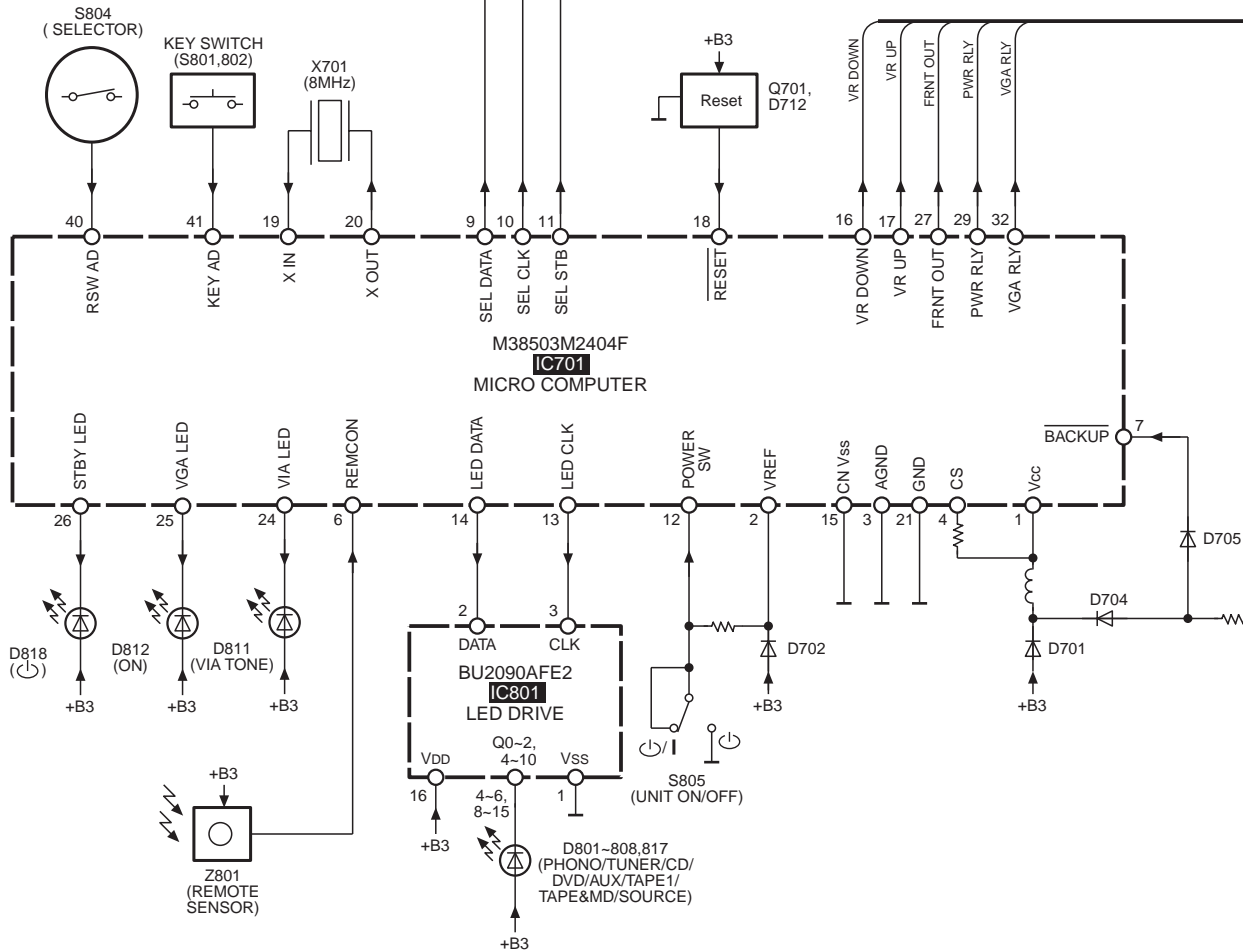 S804
( SELECTOR)
KEY SWITCH
(S801,802)
X701
(8MHz)
+B3
Reset
Q701,
D712
VR DOWN
VR UP
FRNT OUT
PWR RLY
VGA RLY
40
41
19
20
9
10
11
18
16
17
27
29
32
RSW AD
KEY AD
X IN
X OUT
SEL DATA
SEL CLK
SEL STB
RESET
VR DOWN
VR UP
FRNT OUT
PWR RLY
VGA RLY
M38503M2404F
IC701
MICRO COMPUTER
BACKUP
7
STBY LED
VGA LED
VIA LED
REMCON
LED DATA
LED CLK
POWER
SW
VREF
CN Vss
AGND
GND
CS
Vcc
26
25
24
6
14
13
12
2
15
3
21
4
1
D705
D704
D701
+B3
D818
D812
(ON)
D811
(VIA TONE)
+B3
+B3
+B3
2
3
DATA
CLK
BU2090AFE2
IC801
LED DRIVE
VDD
Q0~2,
4~10
VSS
16
4~6,
8~15
1
+B3
D702
+B3
/ I
S805
(UNIT ON/OFF)
+B3
Z801
(REMOTE
SENSOR)
D801~808,817
(PHONO/TUNER/CD/
DVD/AUX/TAPE1/
TAPE&MD/SOURCE)
+B3